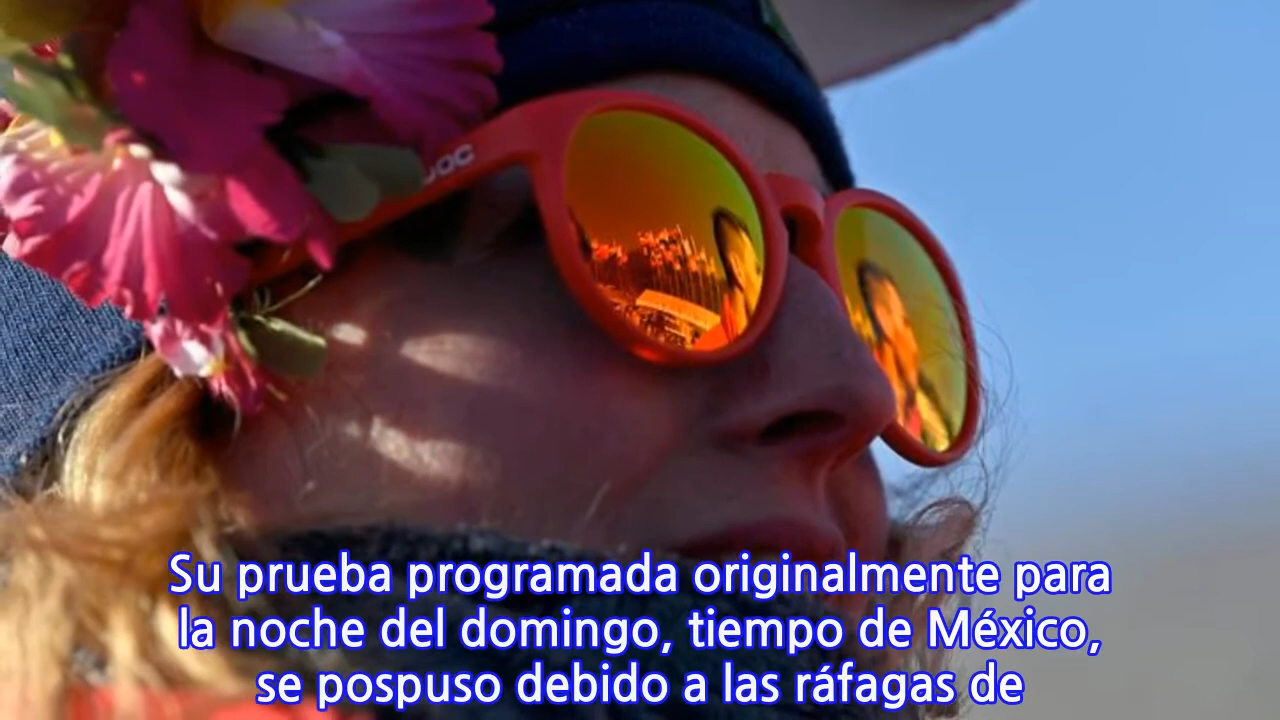 Su prueba programada originalmente para
la noche del domingo, tiempo de México,
se pospuso debido a las ráfagas de